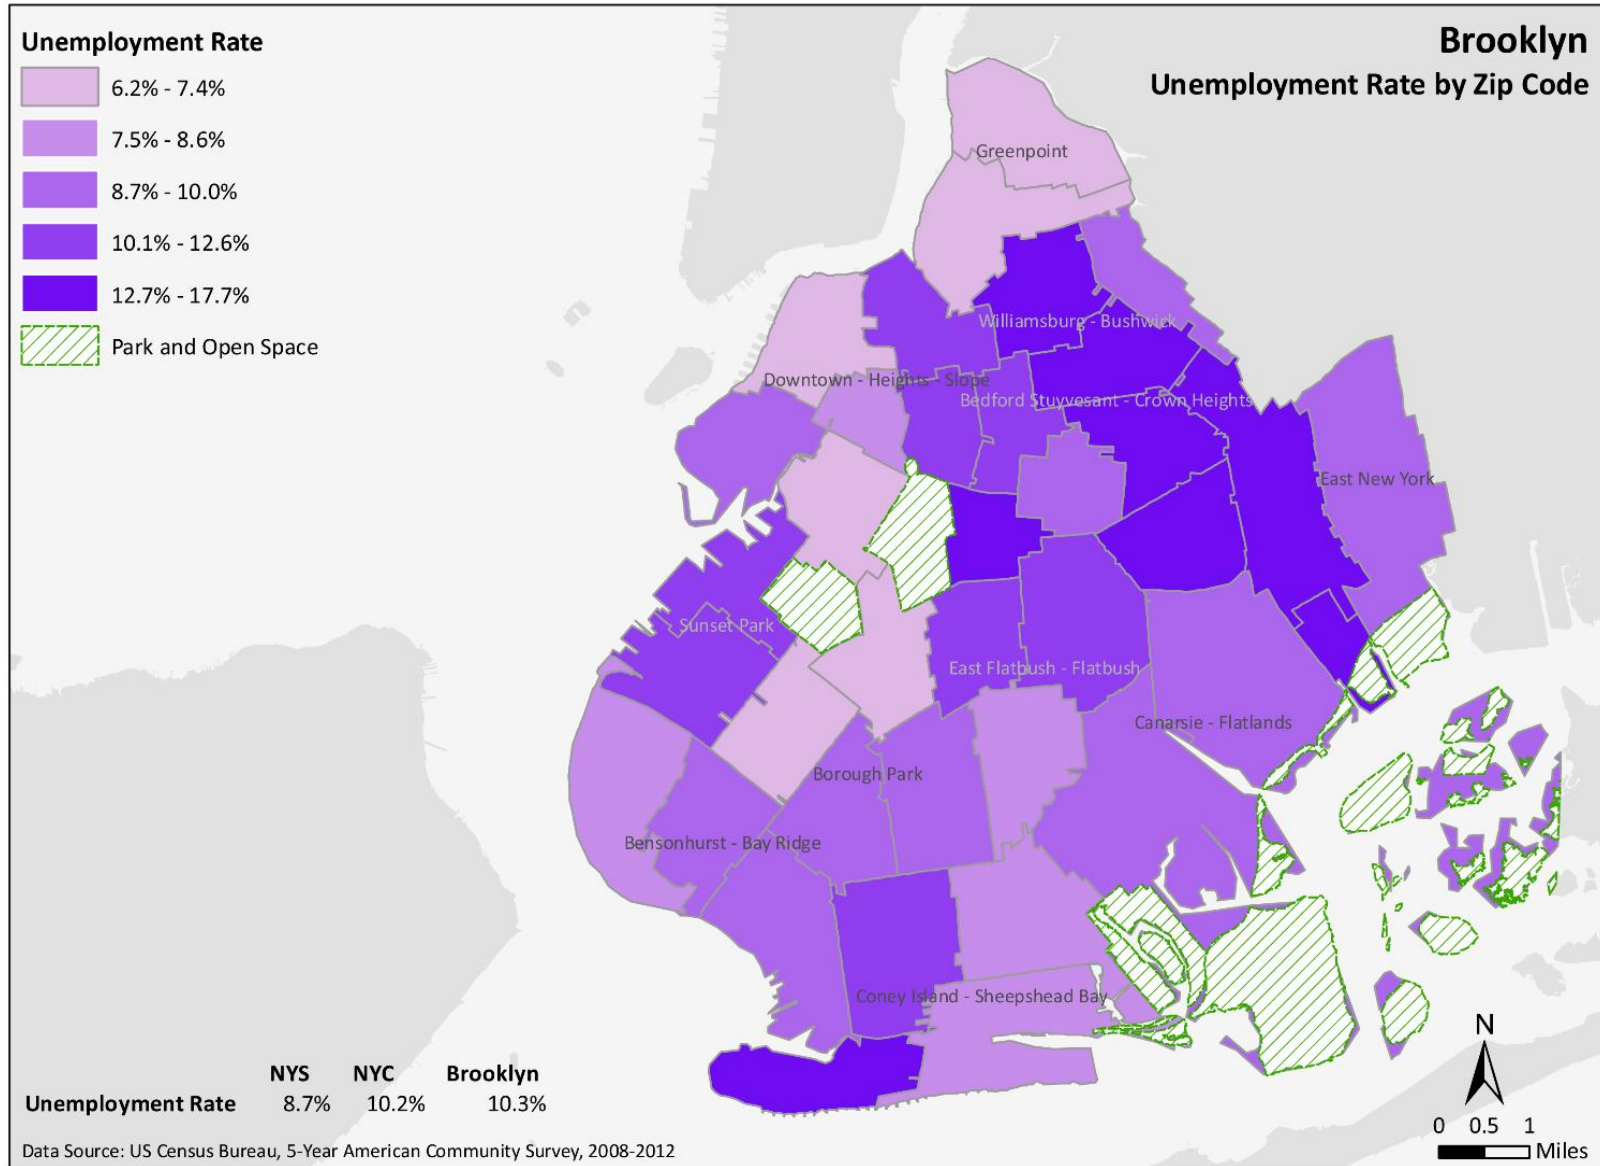 Brooklyn
Unemployment Rate by Zip Code
Unemployment Rate
6.2% - 7.4%
7.5% - 8.6%
8.7% - 10.0%
10.1% - 12.6%
12.7% - 17.7%
Park and Open Space
Greenpoint
Williamsburg - Bushwick
Downtown - Heights - Slope
Bedford Stuyvesant - Crown Heights
East New York
Sunset Park
East Flatbush - Flatbush
Canarsie - Flatlands
Borough Park
Bensonhurst - Bay Ridge
Coney Island - Sheepshead Bay
NYS NYC Brooklyn
Unemployment Rate 8.7% 10.2% 10.3%
Data Source: US Census Bureau, 5-Year American Community Survey, 2008-2012
N
0 0.5 1
Miles